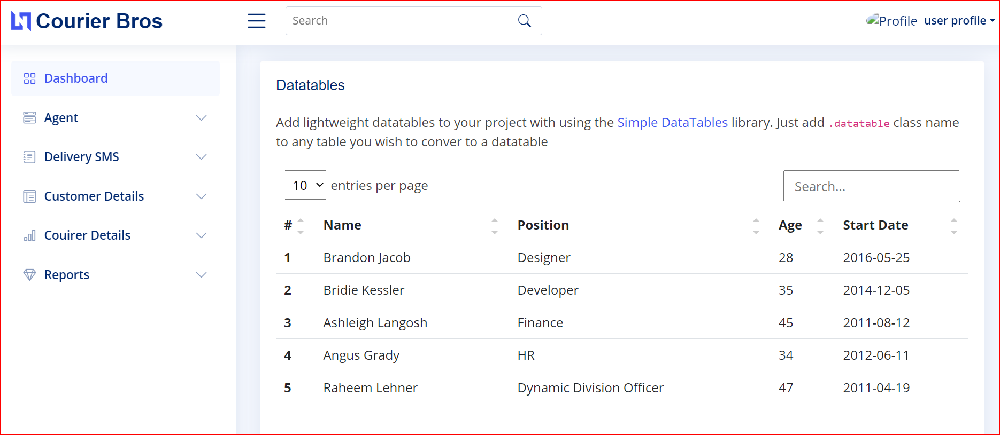 Courier Bros
Search
Profile user profile
Dashboard
Agent
Delivery SMS
Customer Details
Couirer Details
Reports
Datatables
Add lightweight datatables to your project with using the Simple DataTables library. Just add .datatable class name
to any table you wish to conver to a datatable
10 entries per page
Search...
# Name Position Age Start Date
1 Brandon Jacob Designer 28 2016-05-25
2 Bridie Kessler Developer 35 2014-12-05
3 Ashleigh Langosh Finance 45 2011-08-12
4 Angus Grady HR 34 2012-06-11
5 Raheem Lehner Dynamic Division Officer 47 2011-04-19